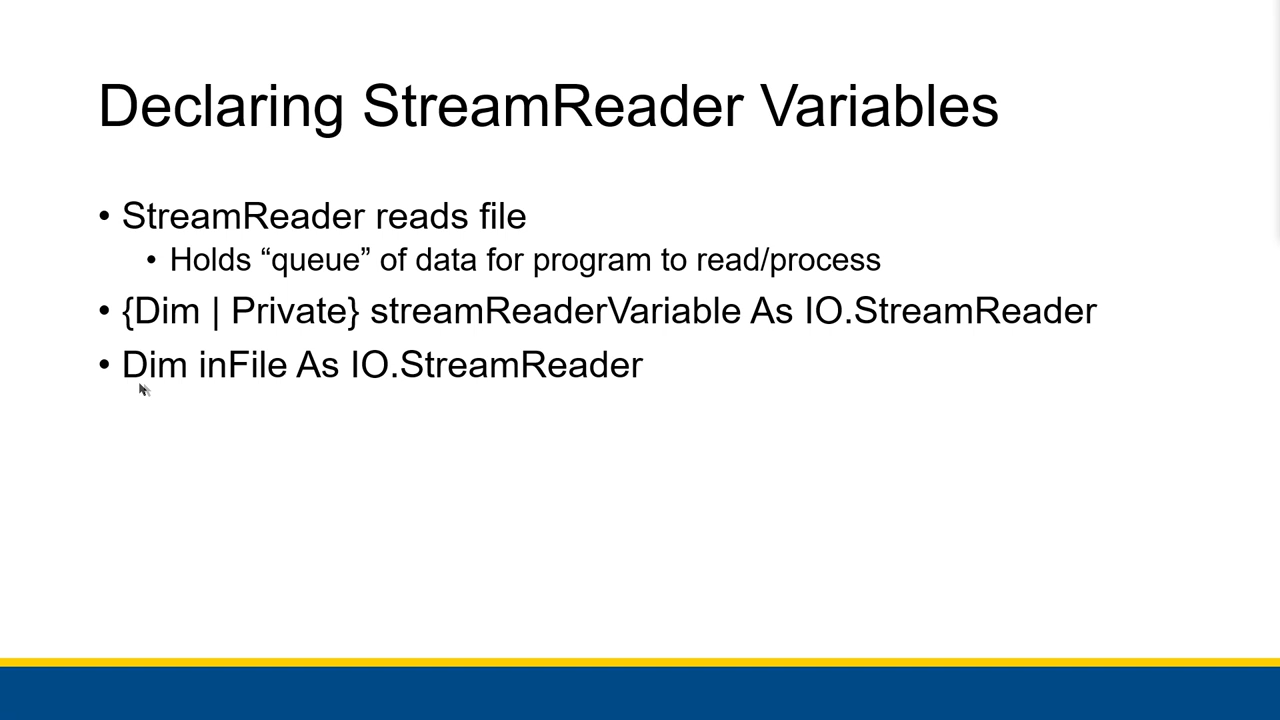 Declaring StreamReader Variables
• StreamReader reads file
• Holds “queue” of data for program to read/process
• {Dim | Private} streamReaderVariable As IO.StreamReader
• Dim inFile As IO.StreamReader